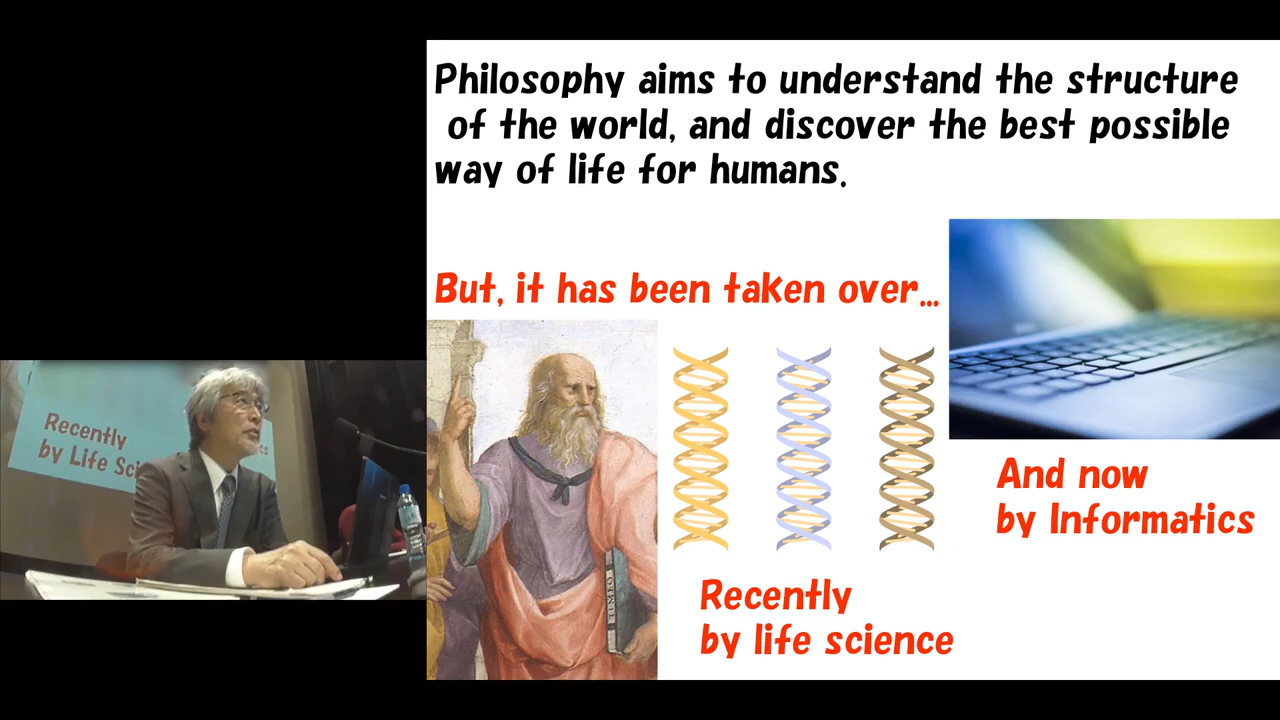 Philosophy aims to understand the structure
of the world, and discover the best possible
way of life for humans.
But, it has been taken over...
And now
by Informatics
Recently
by life science
Recently
by Life Sci